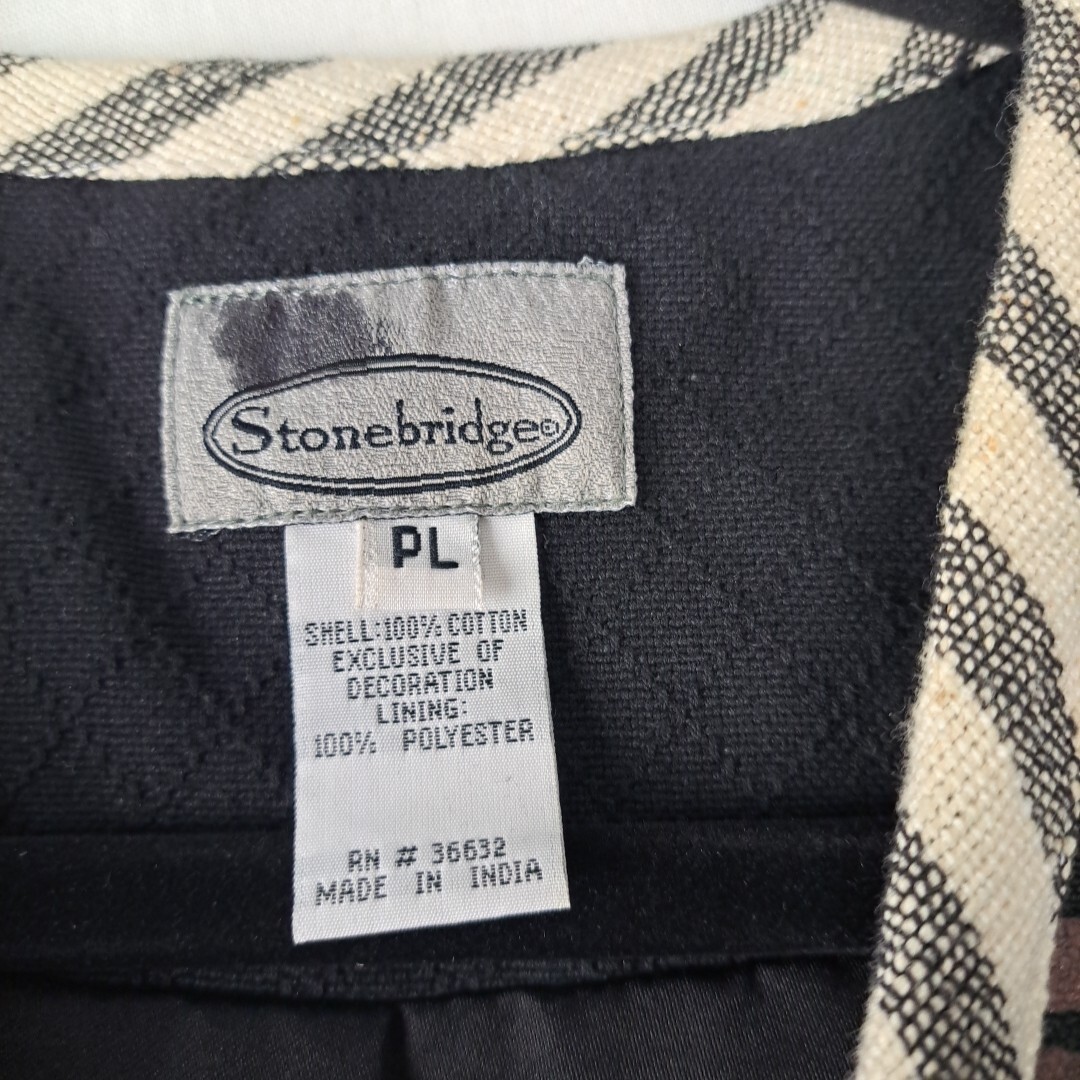 Stonebridge©
PL
SHELL:100% COTTON
EXCLUSIVE OF
DECORATION
LINING:
100% POLYESTER
RN # 36632
MADE IN INDIA